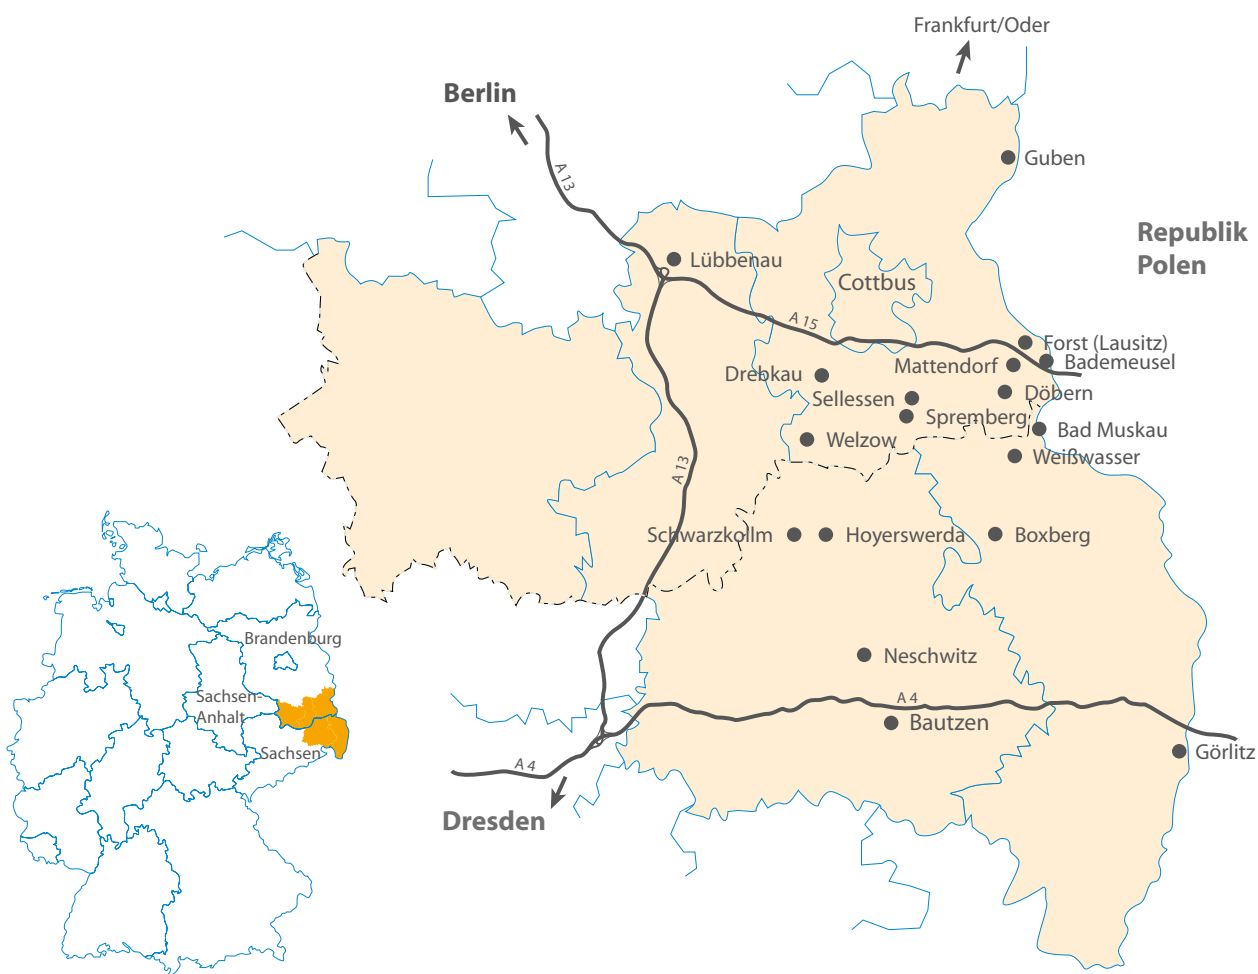 Frankfurt/Oder
Berlin
A 13
Guben
Republik
Polen
Lübbenau
Cottbus
A 15
Forst (Lausitz)
Bademeusel
Mattendorf
Drebkau
Döbern
Sellessen
Spremberg
Bad Muskau
Welzow
Weißwasser
A 13
Schwarzkollm
Hoyerswerda
Boxberg
Brandenburg
Neschwitz
Sachsen-
Anhalt
A 4
Bautzen
Sachsen
Görlitz
A 4
Dresden